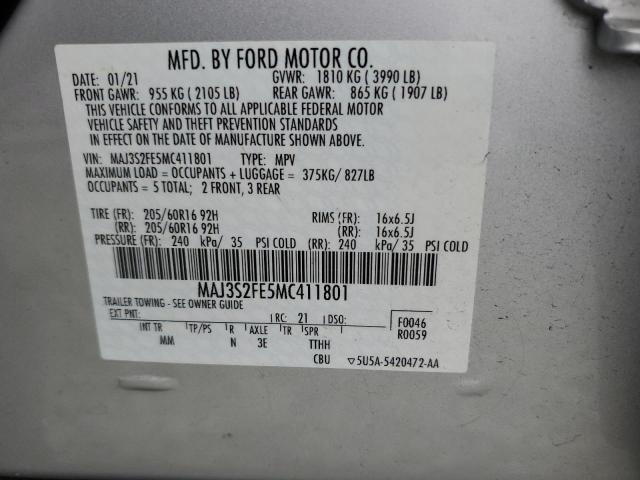 MFD. BY FORD MOTOR CO.
DATE: 01/21 GVWR: 1810 KG ( 3990 LB)
FRONT GAWR: 955 KG ( 2105 LB) REAR GAWR: 865 KG ( 1907 LB)
THIS VEHICLE CONFORMS TO ALL APPLICABLE FEDERAL MOTOR
VEHICLE SAFETY AND THEFT PREVENTION STANDARDS
IN EFFECT ON THE DATE OF MANUFACTURE SHOWN ABOVE.
VIN: MAJ3S2FE5MC411801 TYPE: MPV
MAXIMUM LOAD = OCCUPANTS + LUGGAGE = 375KG/ 827LB
OCCUPANTS = 5 TOTAL; 2 FRONT, 3 REAR
TIRE (FR): 205/60R16 92H RIMS (FR): 16x6.5J
(RR): 205/60R16 92H (RR): 16x6.5J
PRESSURE (FR): 240 kPa/ 35 PSI COLD (RR): 240 kPa/ 35 PSI COLD
MAJ3S2FE5MC411801
TRAILER TOWING - SEE OWNER GUIDE
EXT PNT: RC: 21 DSO: F0046
R0059
INT TR TP/PS R AXLE TR SPR
MM N 3E TTHH
CBU ▽5U5A-5420472-AA